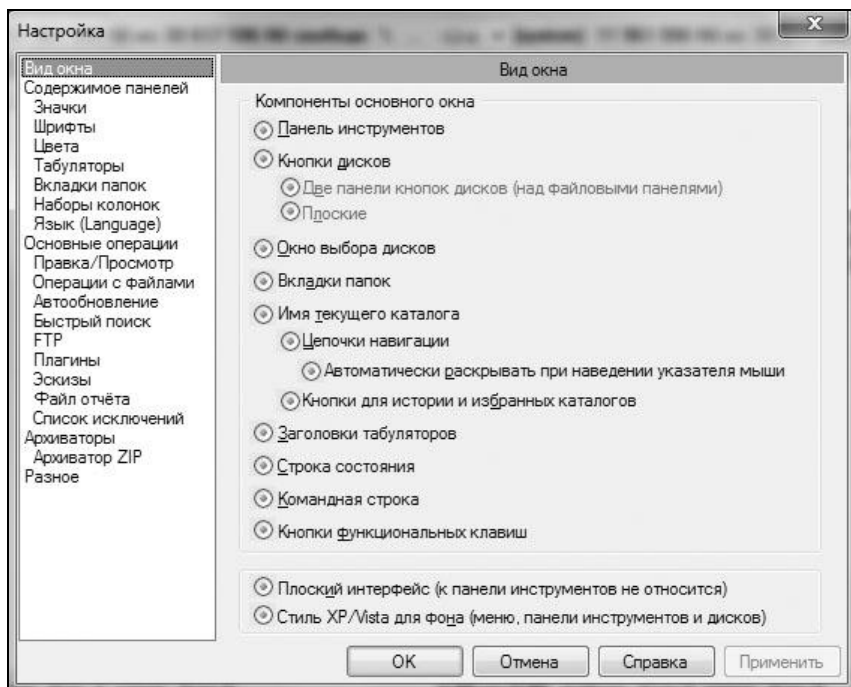 Настройка
Вид окна
Содержимое панелей
Значки
Шрифты
Цвета
Табуляторы
Вкладки папок
Наборы колонок
Язык (Language)
Основные операции
Правка/Просмотр
Операции с файлами
Автообновление
Быстрый поиск
FTP
Плагины
Эскизы
Файл отчёта
Список исключений
Архиваторы
Архиватор ZIP
Разное
Вид окна
Компоненты основного окна
Панель инструментов
Кнопки дисков
Две панели кнопок дисков (над файловыми панелями)
Плоские
Окно выбора дисков
Вкладки папок
Имя текущего каталога
Цепочки навигации
Автоматически раскрывать при наведении указателя мыши
Кнопки для истории и избранных каталогов
Заголовки табуляторов
Строка состояния
Командная строка
Кнопки функциональных клавиш
Плоский интерфейс (к панели инструментов не относится)
Стиль XP/Vista для фона (меню, панели инструментов и дисков)
OK
Отмена
Справка
Применить